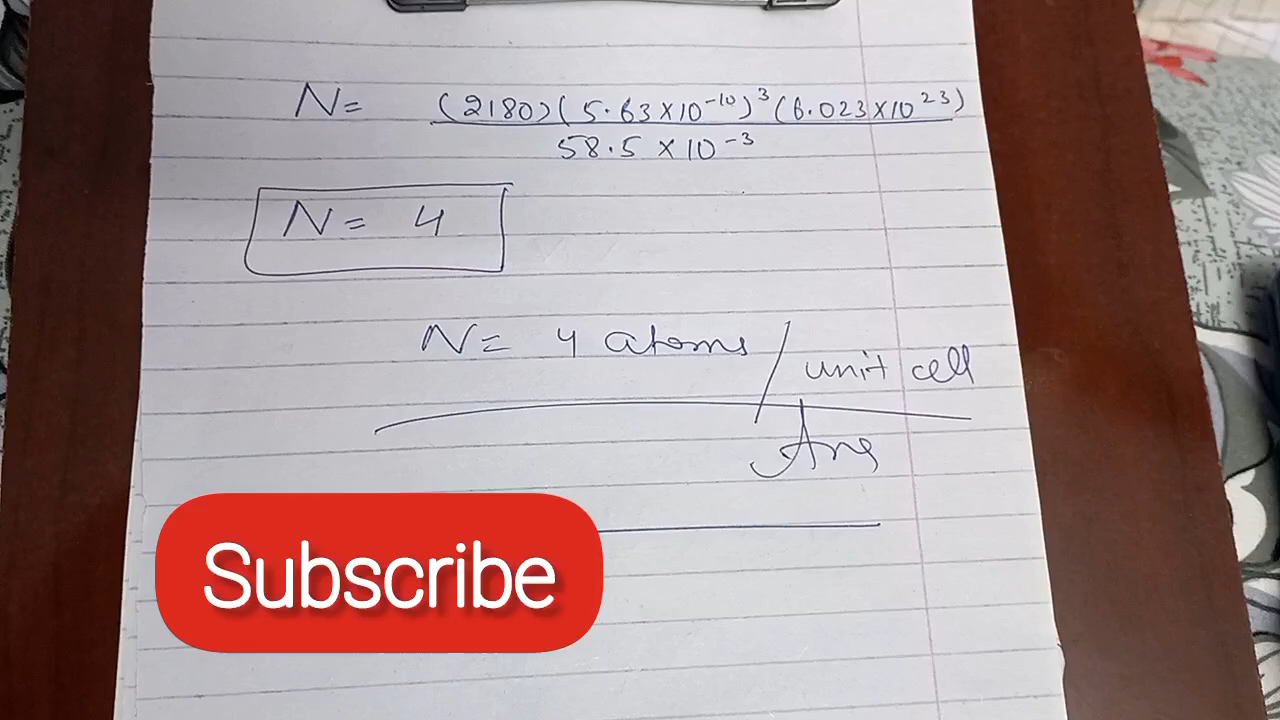 N= (2180)(5.63×10⁻¹⁰)³(6.023×10²³)
58.5×10⁻³
N= 4
N= 4 atoms / unit cell
Ans
Subscribe